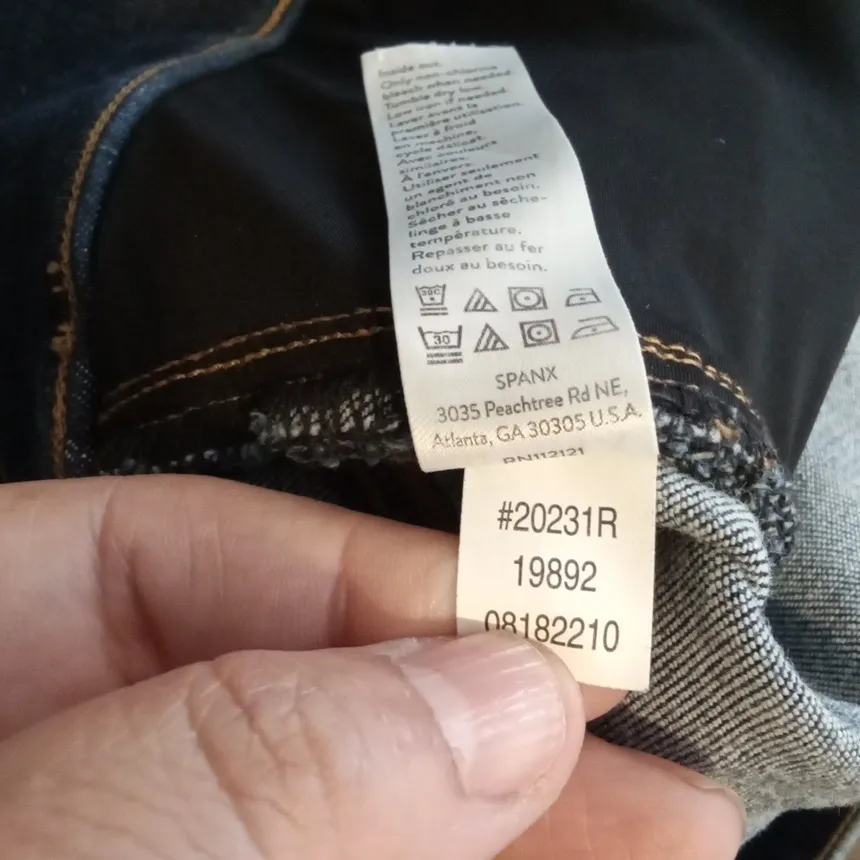 Inside out.
Only non-chlorine
bleach when needed.
Tumble dry low.
Low iron if needed.
Laver avant la
première utilisation.
Laver à froid
en machine,
cycle délicat.
Avec couleurs
similaires.
À l'envers.
Utiliser seulement
un agent de
blanchiment non
chloré au besoin.
Sécher au sèche-
linge à basse
température.
Repasser au fer
doux au besoin.
30C
30
SPANX
3035 Peachtree Rd NE,
Atlanta, GA 30305 U.S.A.
RN112121
#20231R
19892
08182210